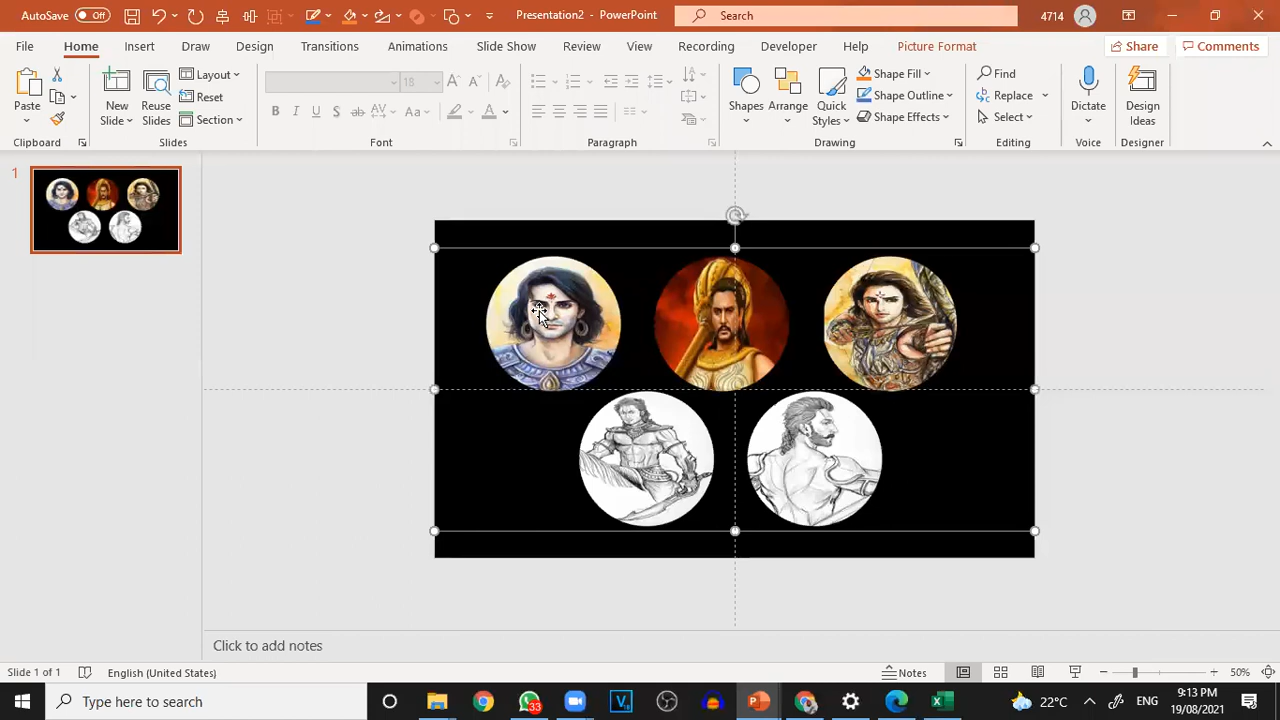 AutoSave Off Presentation2 - PowerPoint Search 4714
File Home Insert Draw Design Transitions Animations Slide Show Review View Recording Developer Help Picture Format Share Comments
Paste
New Slide
Reuse Slides
Layout
Reset
Section
18
Aa
Shapes
Arrange
Quick Styles
Shape Fill
Shape Outline
Shape Effects
Find
Replace
Select
Dictate
Design Ideas
Clipboard Slides Font Paragraph Drawing Editing Voice Designer
1
Click to add notes
Slide 1 of 1 English (United States) Notes 50%
Type here to search 33 22°C ENG 9:13 PM
19/08/2021